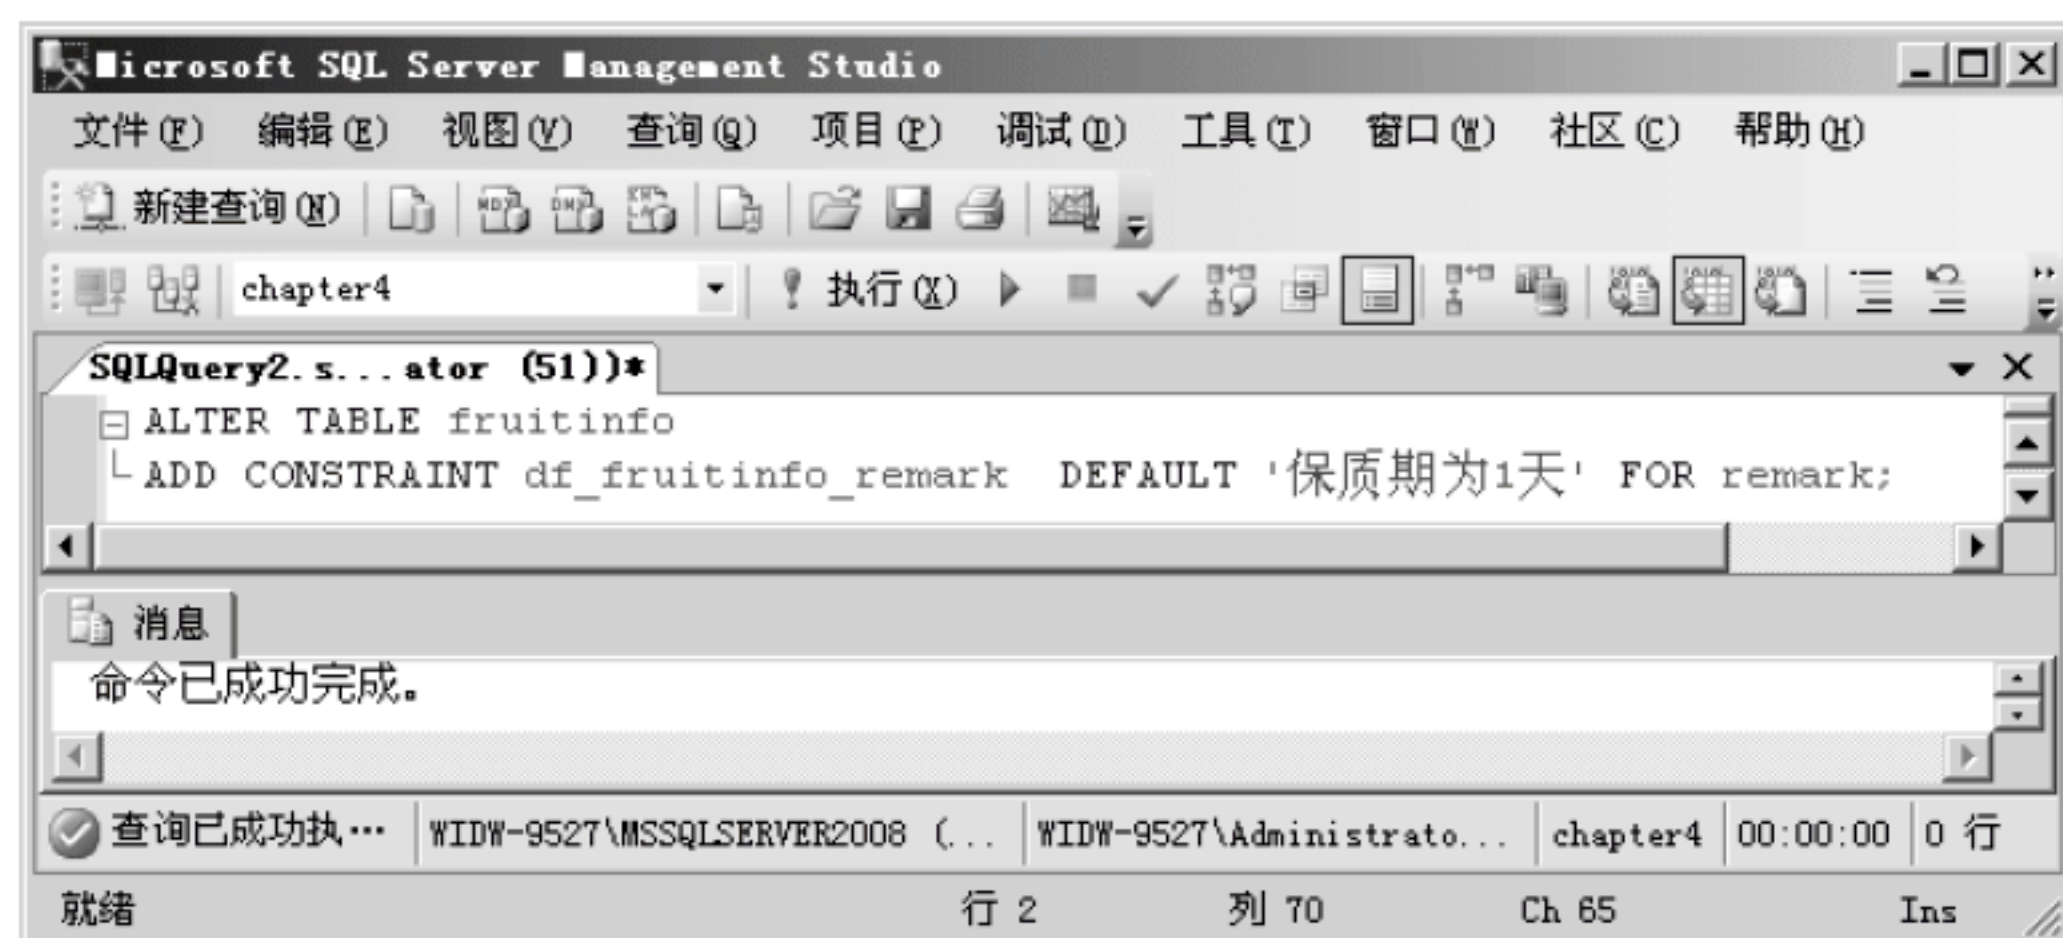 Microsoft SQL Server Management Studio
文件(F) 编辑(E) 视图(V) 查询(Q) 项目(P) 调试(D) 工具(T) 窗口(W) 社区(C) 帮助(H)
新建查询(N)
chapter4 执行(X)
SQLQuery2.s...ator (51))*
ALTER TABLE fruitinfo
ADD CONSTRAINT df_fruitinfo_remark DEFAULT '保质期为1天' FOR remark;
消息
命令已成功完成。
查询已成功执… WIDW-9527\MSSQLSERVER2008 (... WIDW-9527\Administrato... chapter4 00:00:00 0 行
就绪 行 2 列 70 Ch 65 Ins